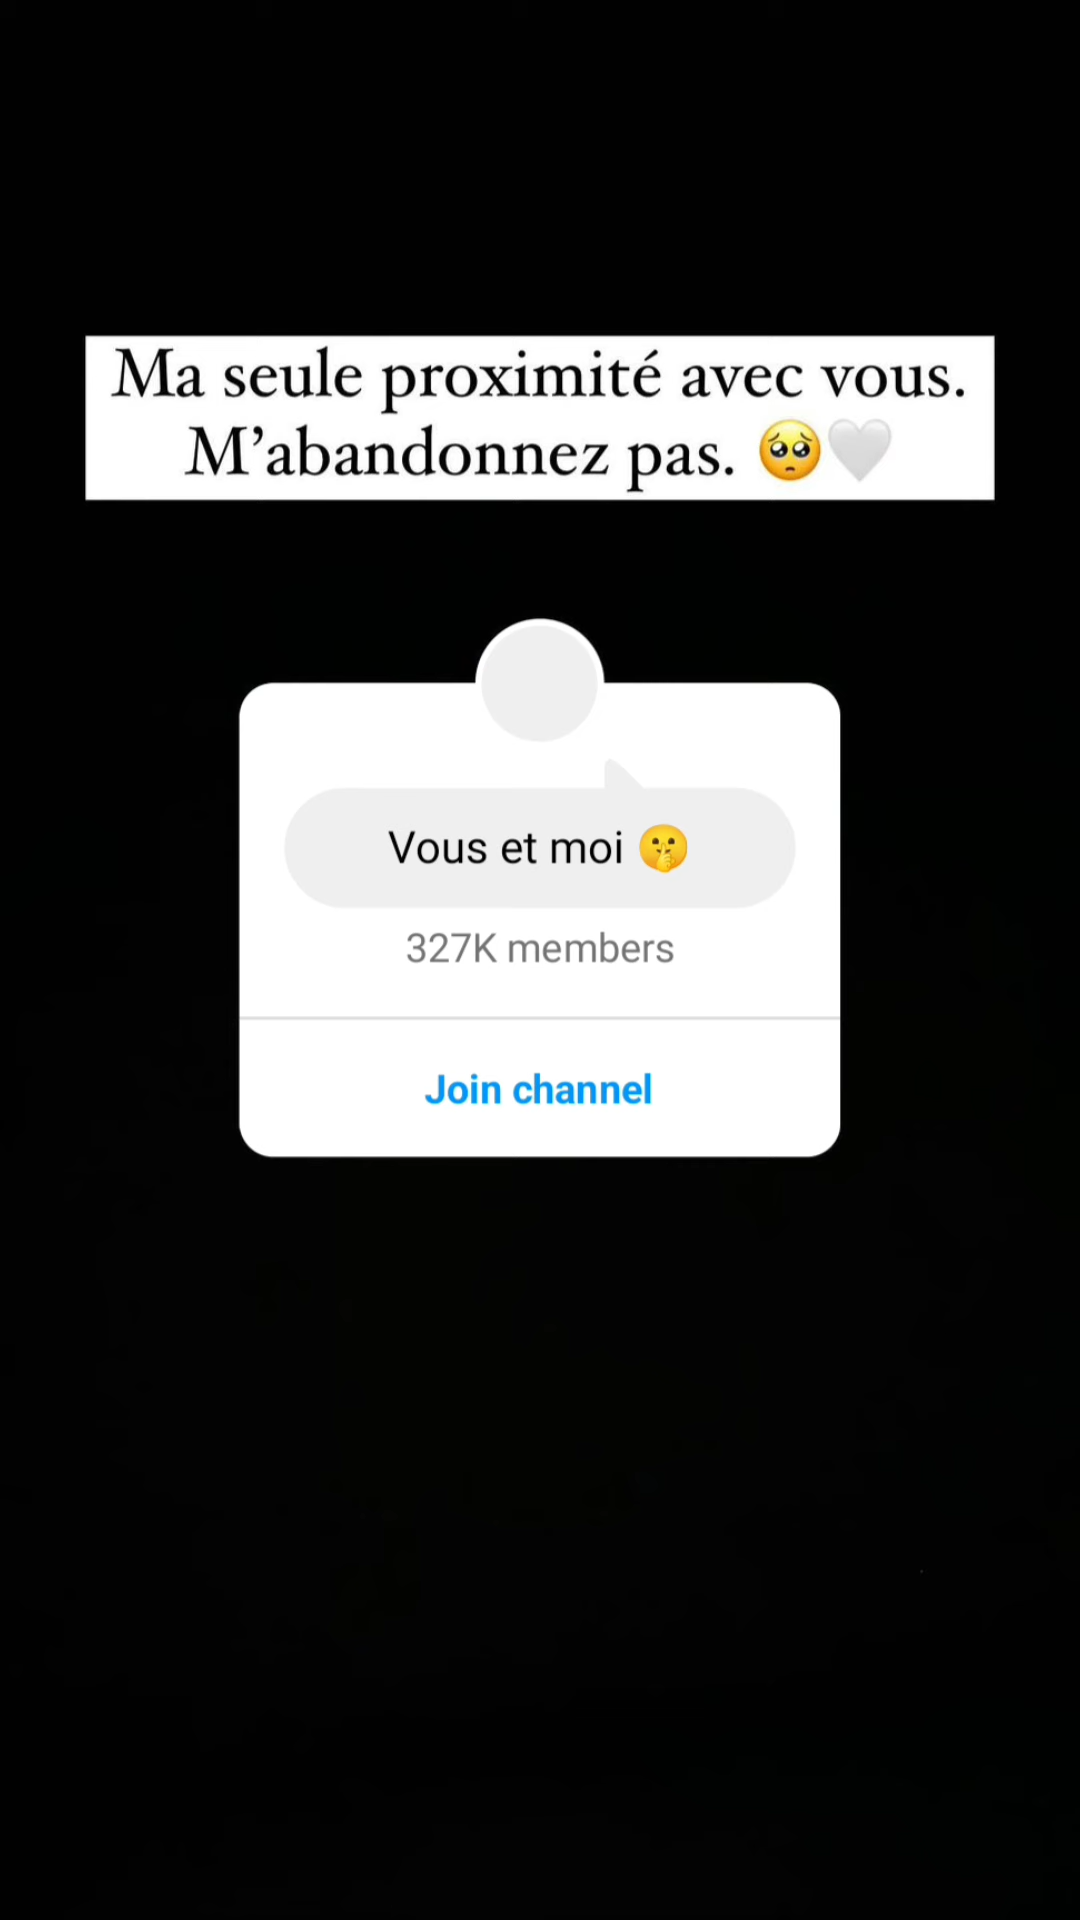 Ma seule proximité avec vous.
M’abandonnez pas. 🥺🤍
Vous et moi 🤫
327K members
Join channel